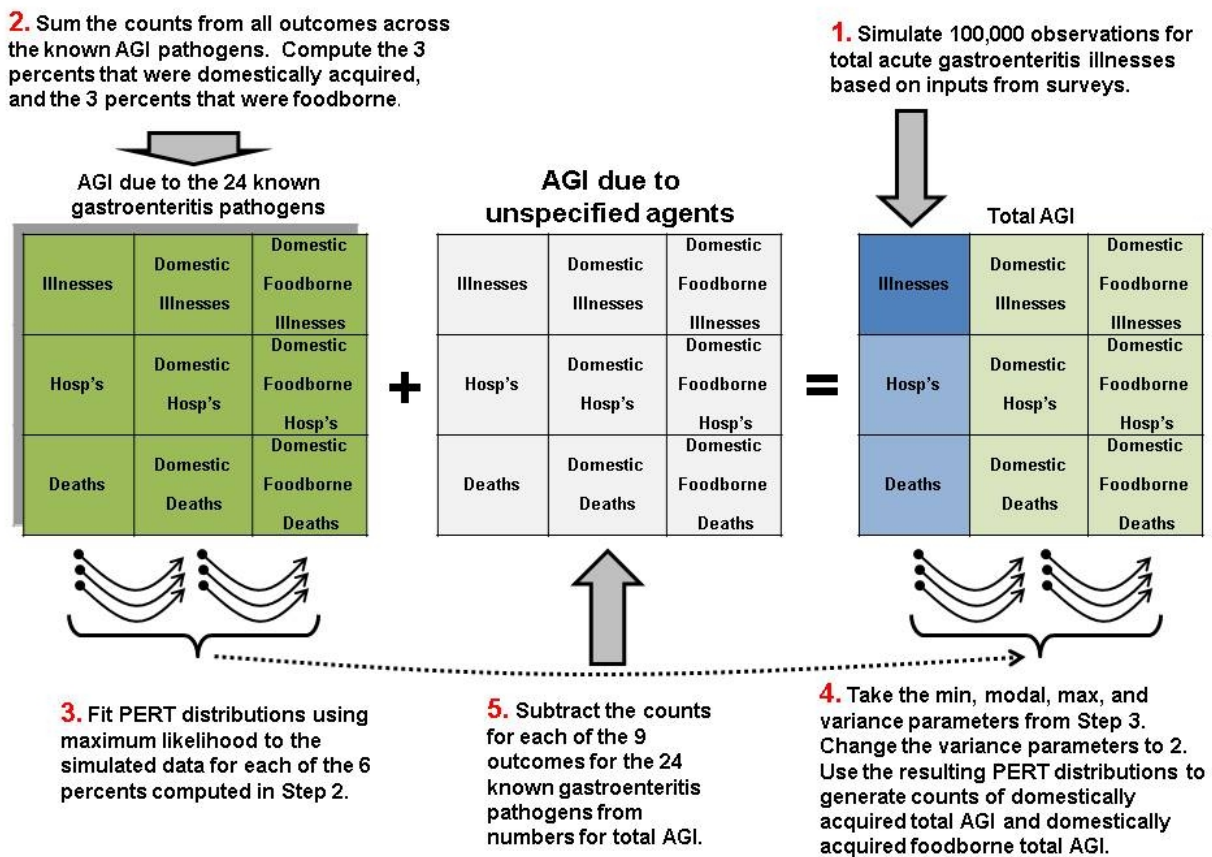 2. Sum the counts from all outcomes across
the known AGI pathogens. Compute the 3
percents that were domestically acquired,
and the 3 percents that were foodborne.
1. Simulate 100,000 observations for
total acute gastroenteritis illnesses
based on inputs from surveys.
AGI due to the 24 known
gastroenteritis pathogens
Illnesses
Domestic
Illnesses
Domestic
Foodborne
Illnesses
Hosp's
Domestic
Hosp's
Domestic
Foodborne
Hosp's
Deaths
Domestic
Deaths
Domestic
Foodborne
Deaths
+
AGI due to
unspecified agents
Illnesses
Domestic
Illnesses
Domestic
Foodborne
Illnesses
Hosp's
Domestic
Hosp's
Domestic
Foodborne
Hosp's
Deaths
Domestic
Deaths
Domestic
Foodborne
Deaths
=
Total AGI
Illnesses
Domestic
Illnesses
Domestic
Foodborne
Illnesses
Hosp's
Domestic
Hosp's
Domestic
Foodborne
Hosp's
Deaths
Domestic
Deaths
Domestic
Foodborne
Deaths
3. Fit PERT distributions using
maximum likelihood to the
simulated data for each of the 6
percents computed in Step 2.
5. Subtract the counts
for each of the 9
outcomes for the 24
known gastroenteritis
pathogens from
numbers for total AGI.
4. Take the min, modal, max, and
variance parameters from Step 3.
Change the variance parameters to 2.
Use the resulting PERT distributions to
generate counts of domestically
acquired total AGI and domestically
acquired foodborne total AGI.